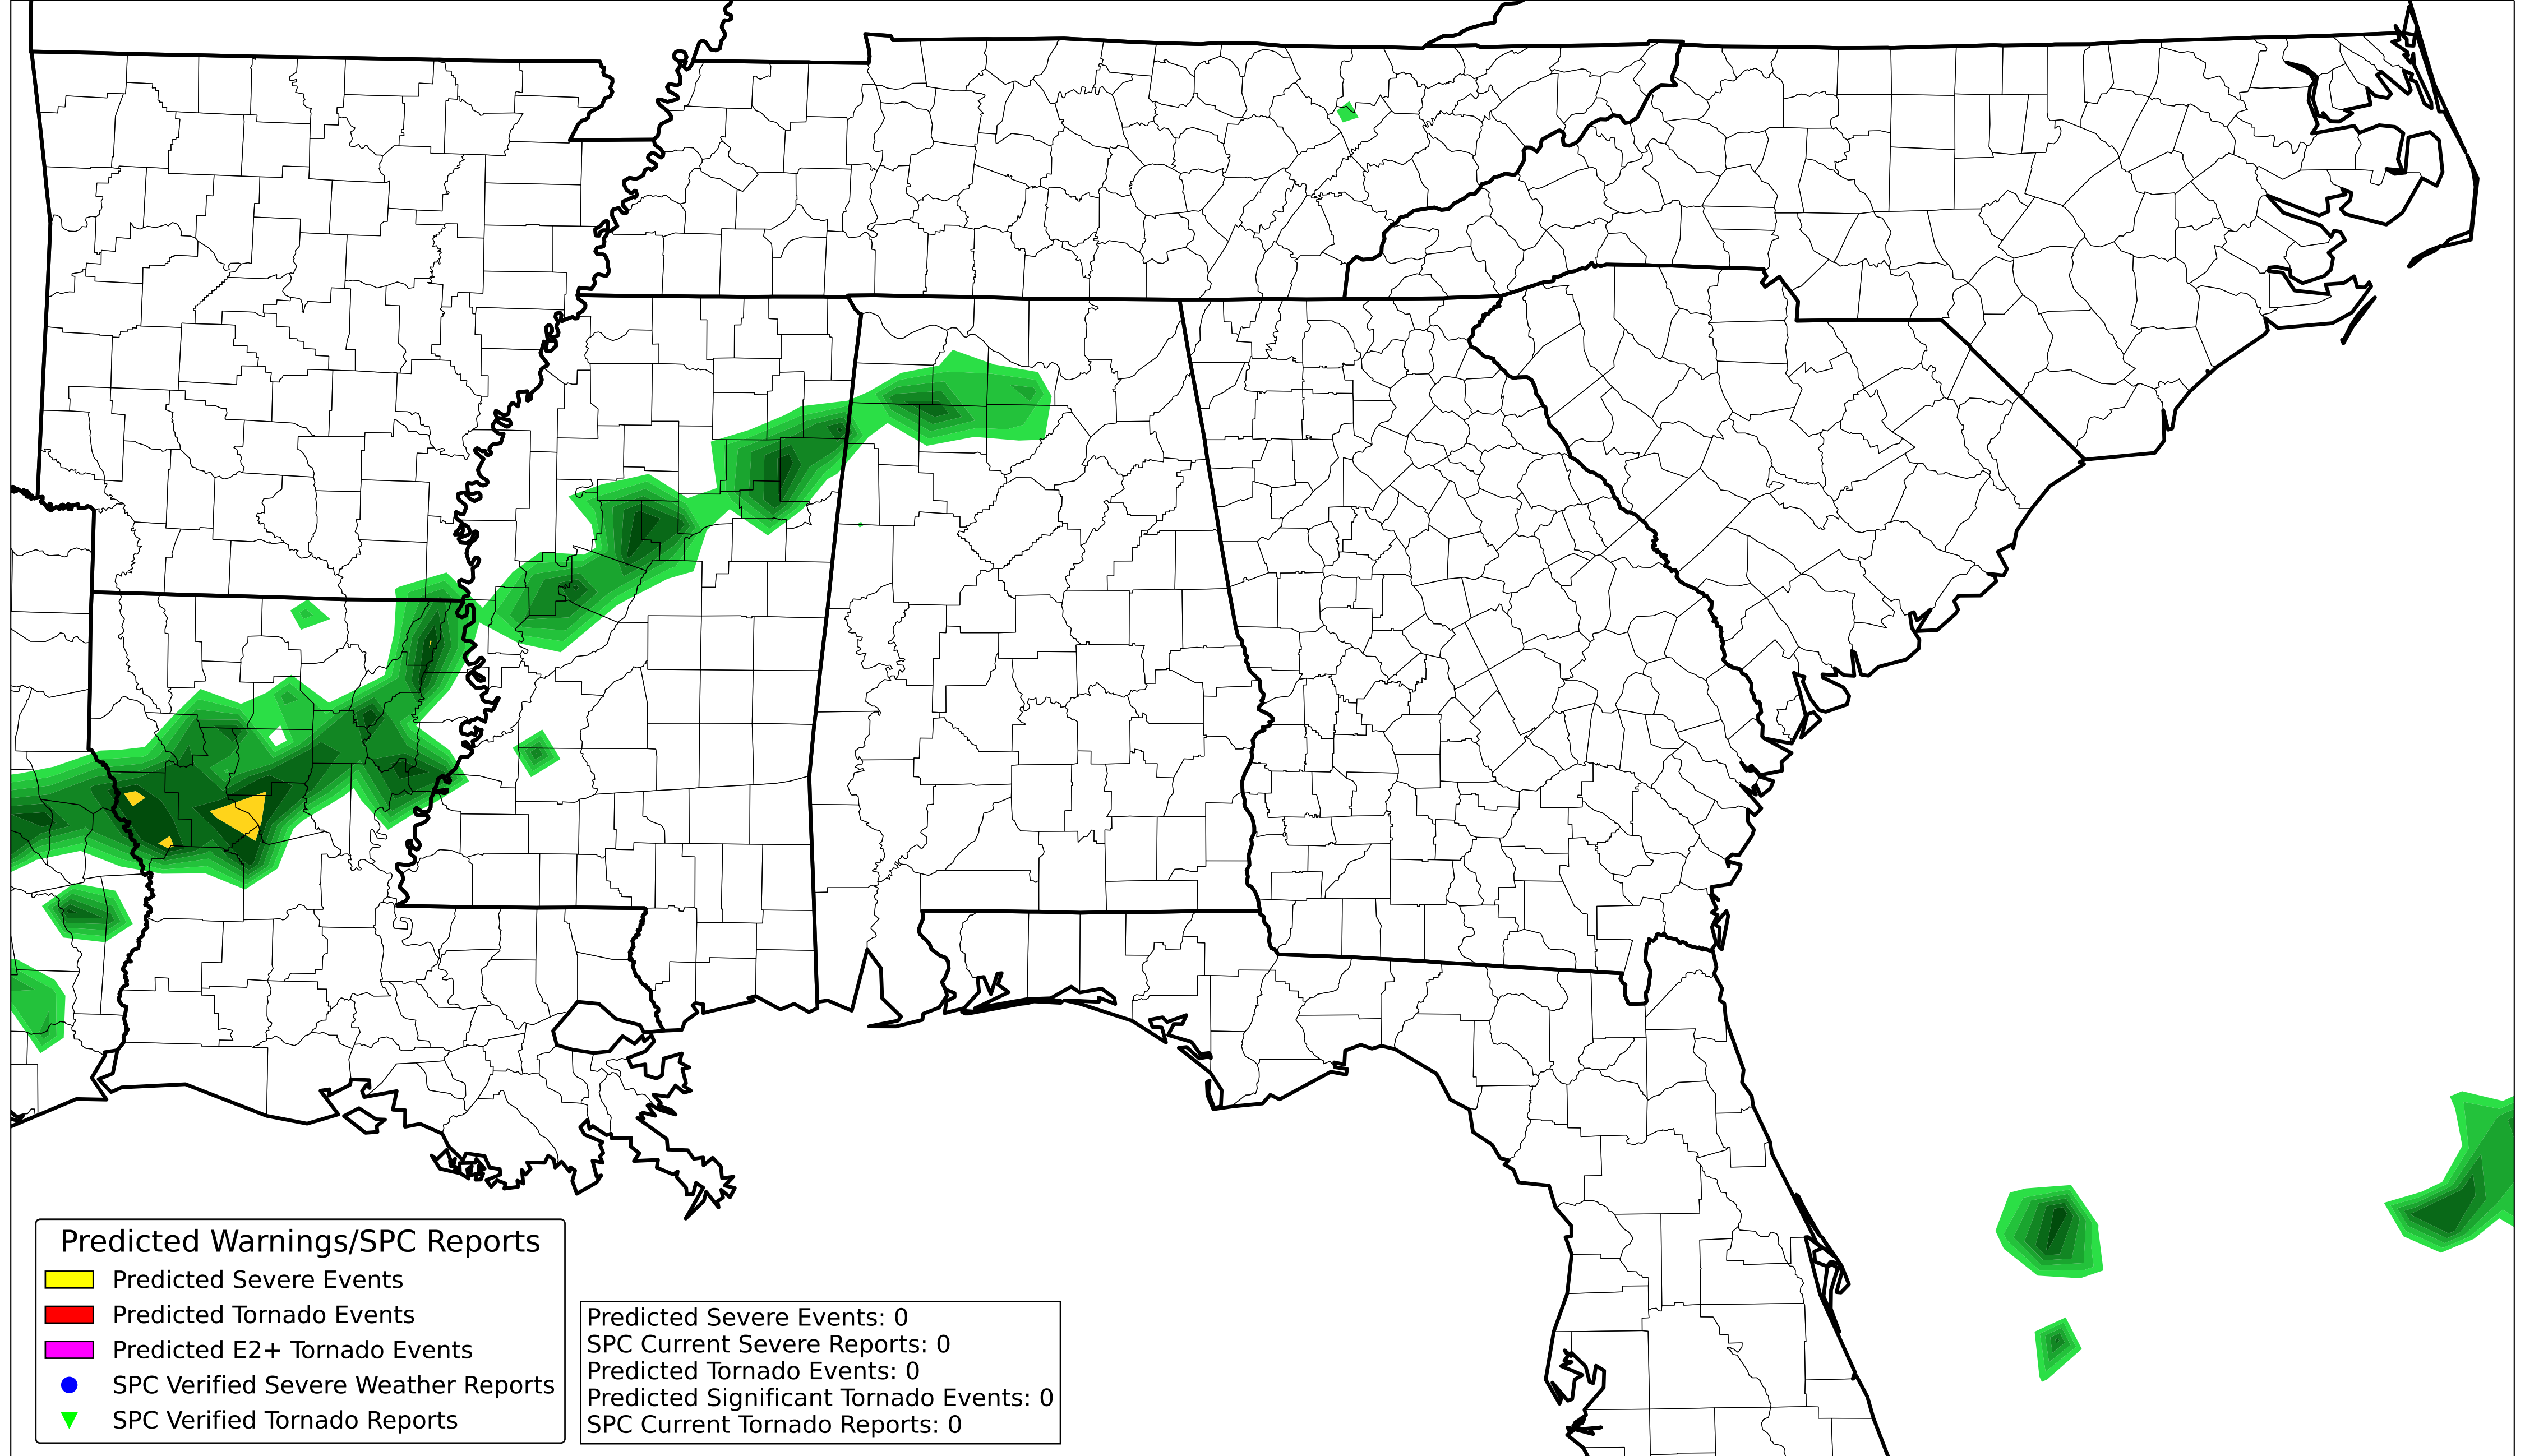 Predicted Warnings/SPC Reports
Predicted Severe Events
Predicted Tornado Events
Predicted E2+ Tornado Events
SPC Verified Severe Weather Reports
SPC Verified Tornado Reports
Predicted Severe Events: 0
SPC Current Severe Reports: 0
Predicted Tornado Events: 0
Predicted Significant Tornado Events: 0
SPC Current Tornado Reports: 0